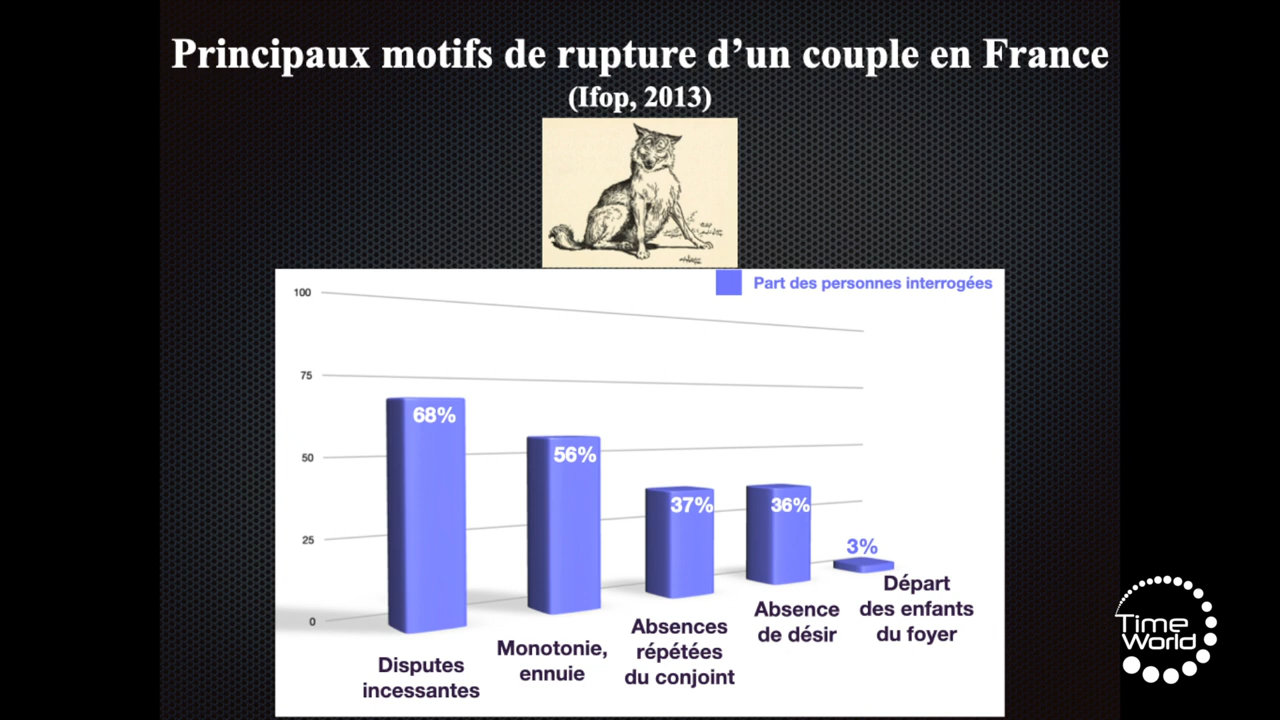 Principaux motifs de rupture d’un couple en France
(Ifop, 2013)
Part des personnes interrogées
100
75
50
25
0
68%
56%
37%
36%
3%
Disputes
incessantes
Monotonie,
ennuie
Absences
répétées
du conjoint
Absence
de désir
Départ
des enfants
du foyer
Time
World